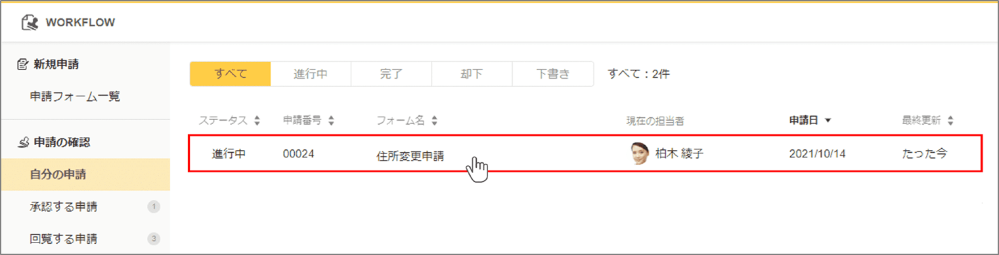 WORKFLOW
新規申請
申請フォーム一覧
申請の確認
自分の申請
承認する申請 1
回覧する申請 3
すべて 進行中 完了 却下 下書き すべて：2件
ステータス 申請番号 フォーム名 現在の担当者 申請日 最終更新
進行中 00024 住所変更申請 柏木 綾子 2021/10/14 たった今